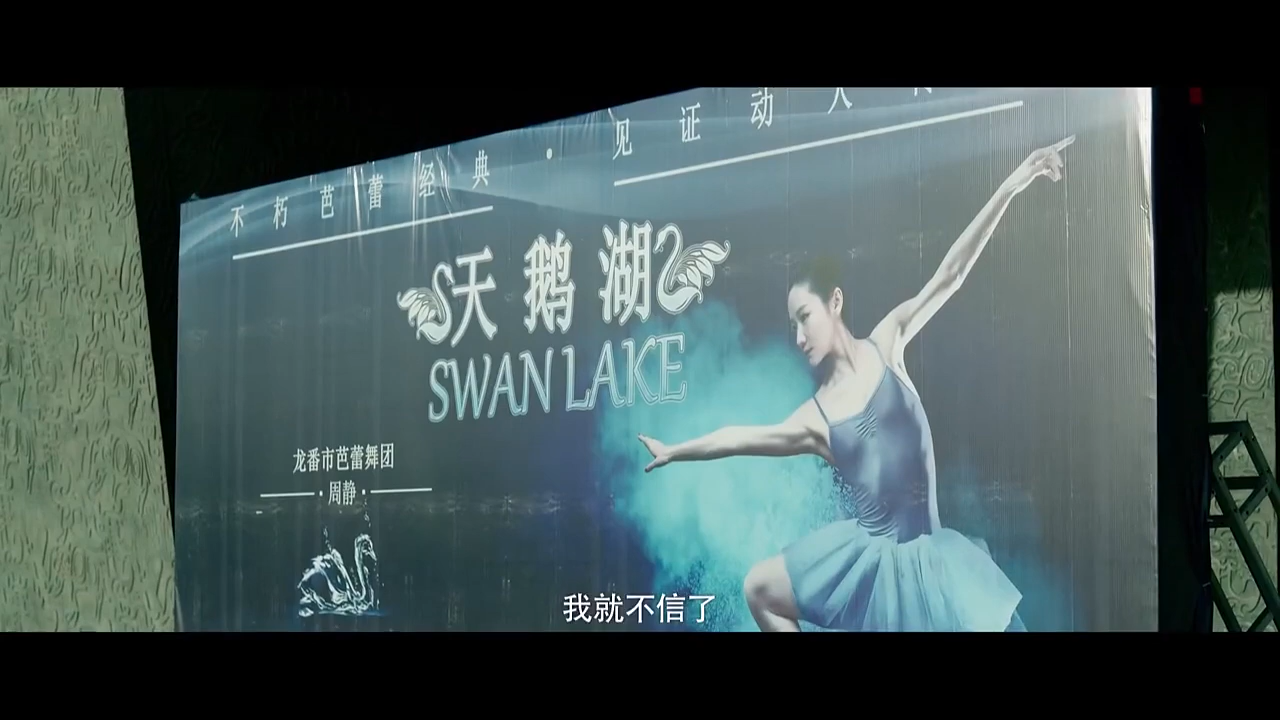 不朽芭蕾经典·见证动人
天鹅湖
SWAN LAKE
龙番市芭蕾舞团
·周静·
我就不信了